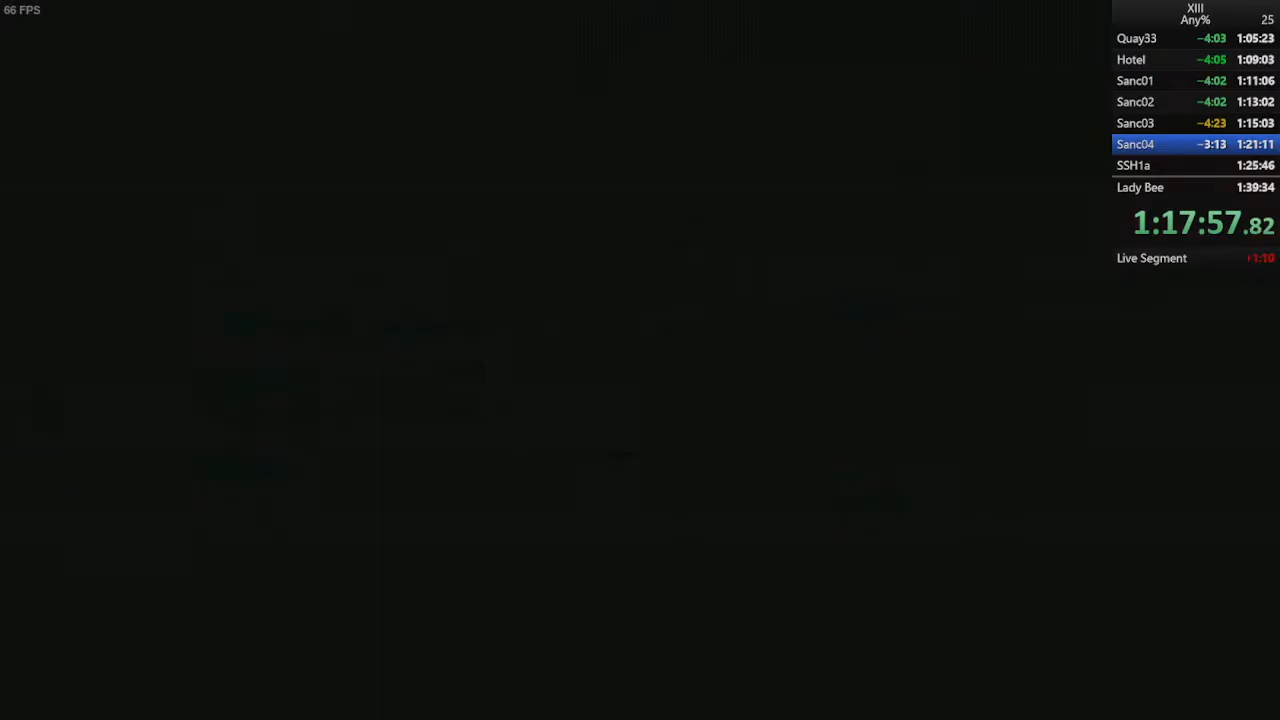 66 FPS
XIII
Any% 25
Quay33 −4:03 1:05:23
Hotel −4:05 1:09:03
Sanc01 −4:02 1:11:06
Sanc02 −4:02 1:13:02
Sanc03 −4:23 1:15:03
Sanc04 −3:13 1:21:11
SSH1a 1:25:46
Lady Bee 1:39:34
1:17:57.82
Live Segment +1:10